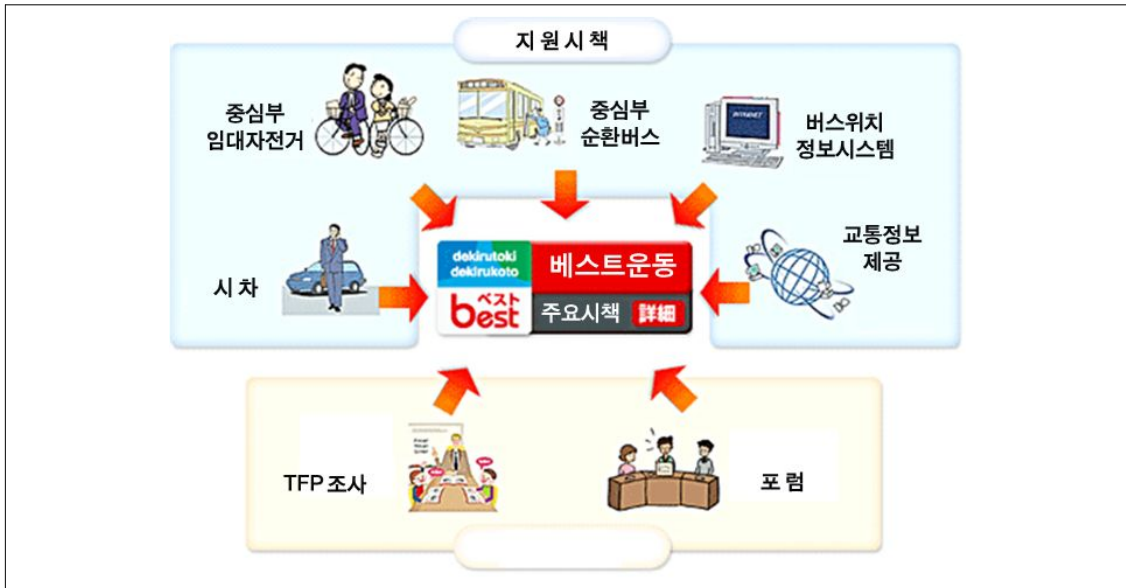 지원시책
중심부
임대자전거
중심부
순환버스
버스위치
정보시스템
INTERNET
시 차
교통정보
제공
dekirutoki
dekirukoto
ベスト
best
베스트운동
주요시책 詳細
TFP 조사
포 럼